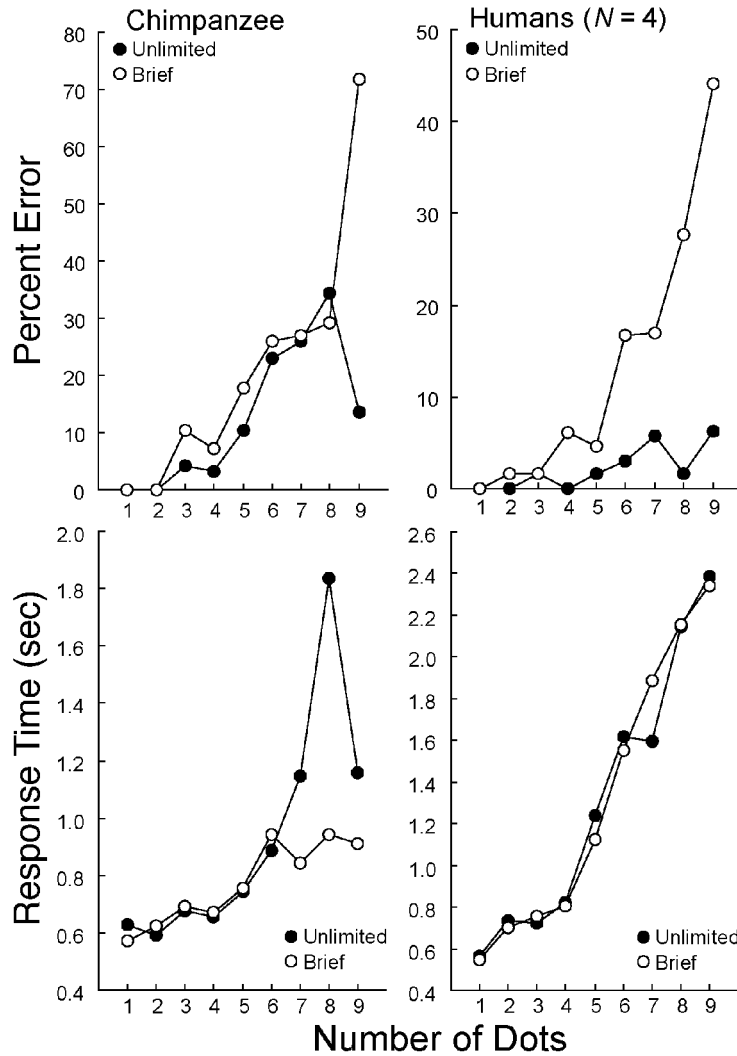 Chimpanzee
Unlimited
Brief
80
70
60
50
40
30
20
10
0
1 2 3 4 5 6 7 8 9
Percent Error
Humans (N = 4)
Unlimited
Brief
50
40
30
20
10
0
1 2 3 4 5 6 7 8 9
2.0
1.8
1.6
1.4
1.2
1.0
0.8
0.6
0.4
1 2 3 4 5 6 7 8 9
Unlimited
Brief
Response Time (sec)
2.6
2.4
2.2
2.0
1.8
1.6
1.4
1.2
1.0
0.8
0.6
0.4
1 2 3 4 5 6 7 8 9
Unlimited
Brief
Number of Dots